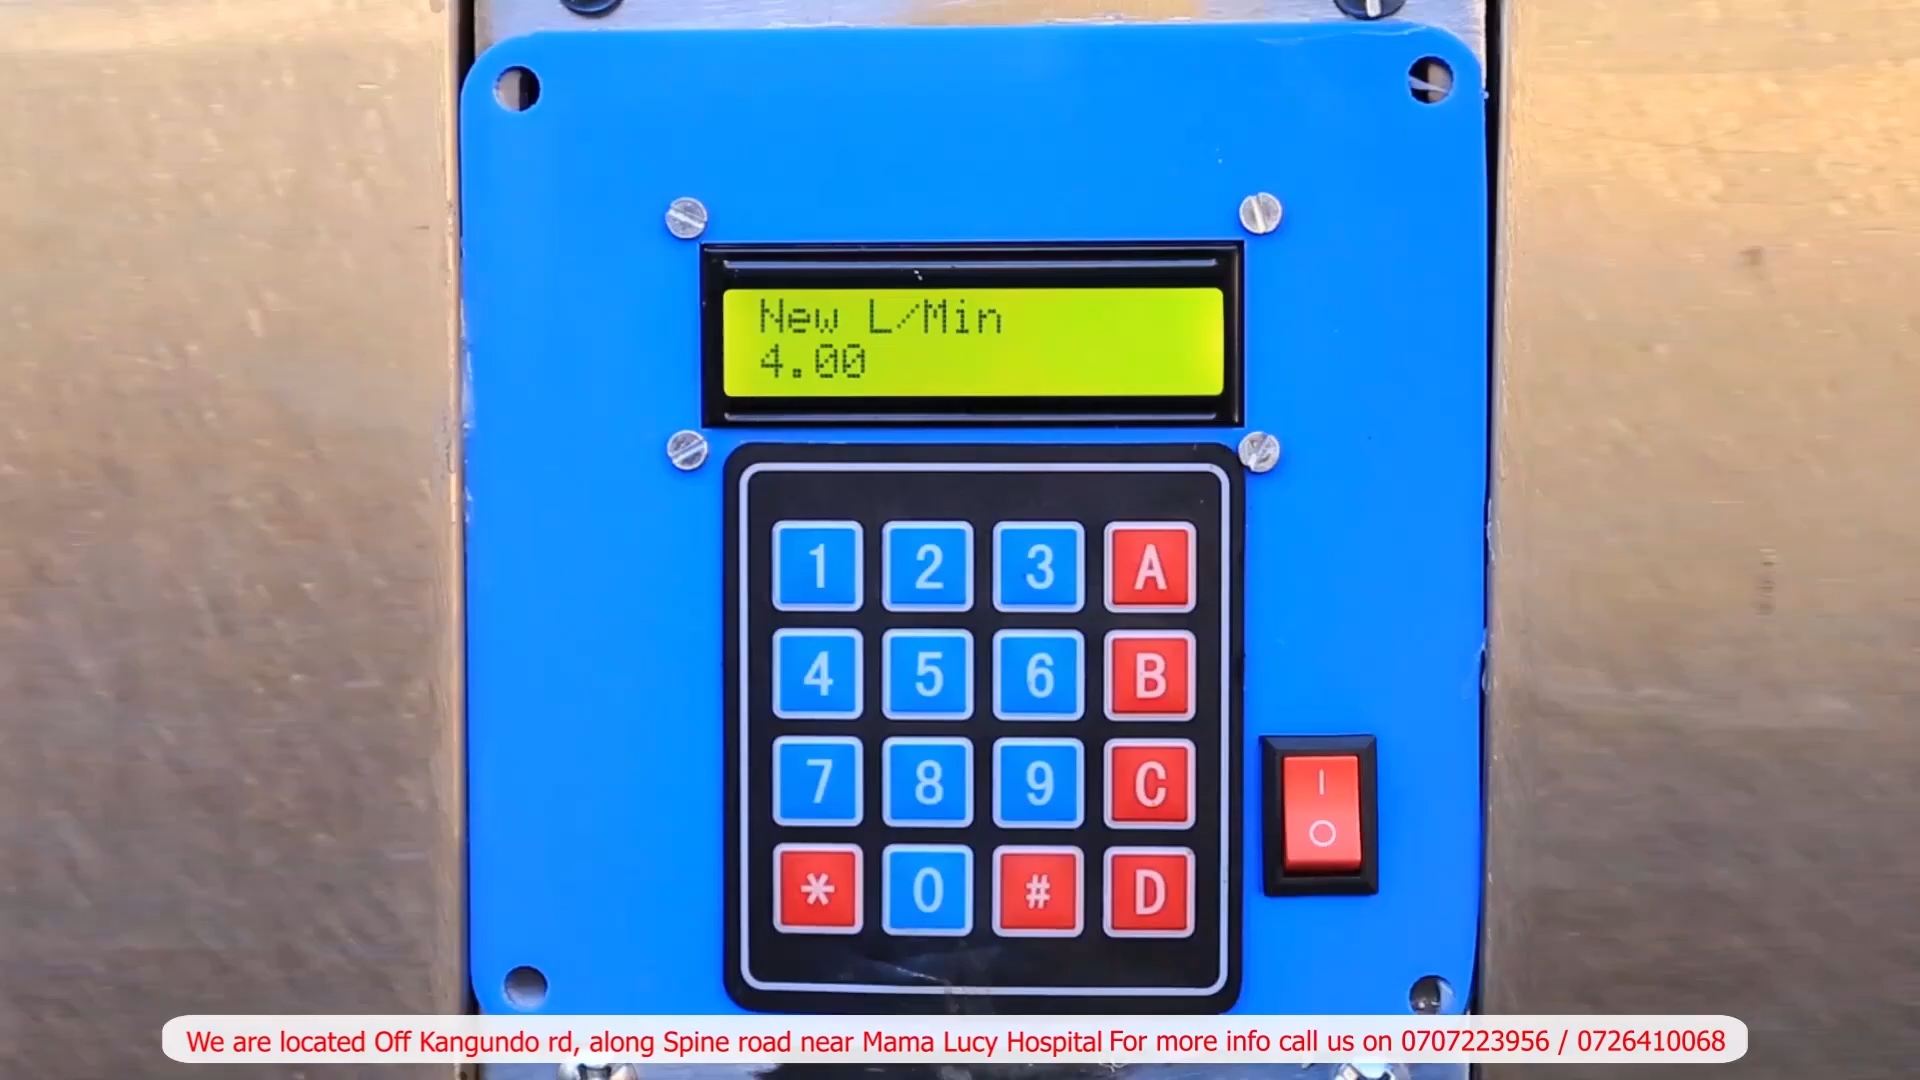 New L/Min
4.00
1 2 3 A
4 5 6 B
7 8 9 C
* 0 # D
I
O
We are located Off Kangundo rd, along Spine road near Mama Lucy Hospital For more info call us on 0707223956 / 0726410068